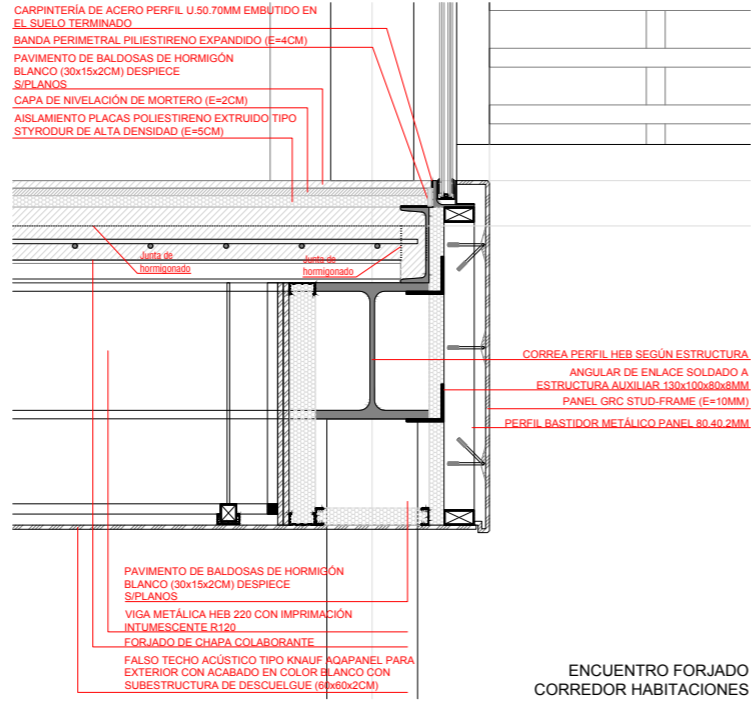 CARPINTERÍA DE ACERO PERFIL U.50.70MM EMBUTIDO EN
EL SUELO TERMINADO
BANDA PERIMETRAL PILIESTIRENO EXPANDIDO (E=4CM)
PAVIMENTO DE BALDOSAS DE HORMIGÓN
BLANCO (30x15x2CM) DESPIECE
S/PLANOS
CAPA DE NIVELACIÓN DE MORTERO (E=2CM)
AISLAMIENTO PLACAS POLIESTIRENO EXTRUIDO TIPO
STYRODUR DE ALTA DENSIDAD (E=5CM)
Junta de
hormigonado
Junta de
hormigonado
CORREA PERFIL HEB SEGÚN ESTRUCTURA
ANGULAR DE ENLACE SOLDADO A
ESTRUCTURA AUXILIAR 130x100x80x8MM
PANEL GRC STUD-FRAME (E=10MM)
PERFIL BASTIDOR METÁLICO PANEL 80.40.2MM
PAVIMENTO DE BALDOSAS DE HORMIGÓN
BLANCO (30x15x2CM) DESPIECE
S/PLANOS
VIGA METÁLICA HEB 220 CON IMPRIMACIÓN
INTUMESCENTE R120
FORJADO DE CHAPA COLABORANTE
FALSO TECHO ACÚSTICO TIPO KNAUF AQAPANEL PARA
EXTERIOR CON ACABADO EN COLOR BLANCO CON
SUBESTRUCTURA DE DESCUELGUE (60x60x2CM)
ENCUENTRO FORJADO
CORREDOR HABITACIONES